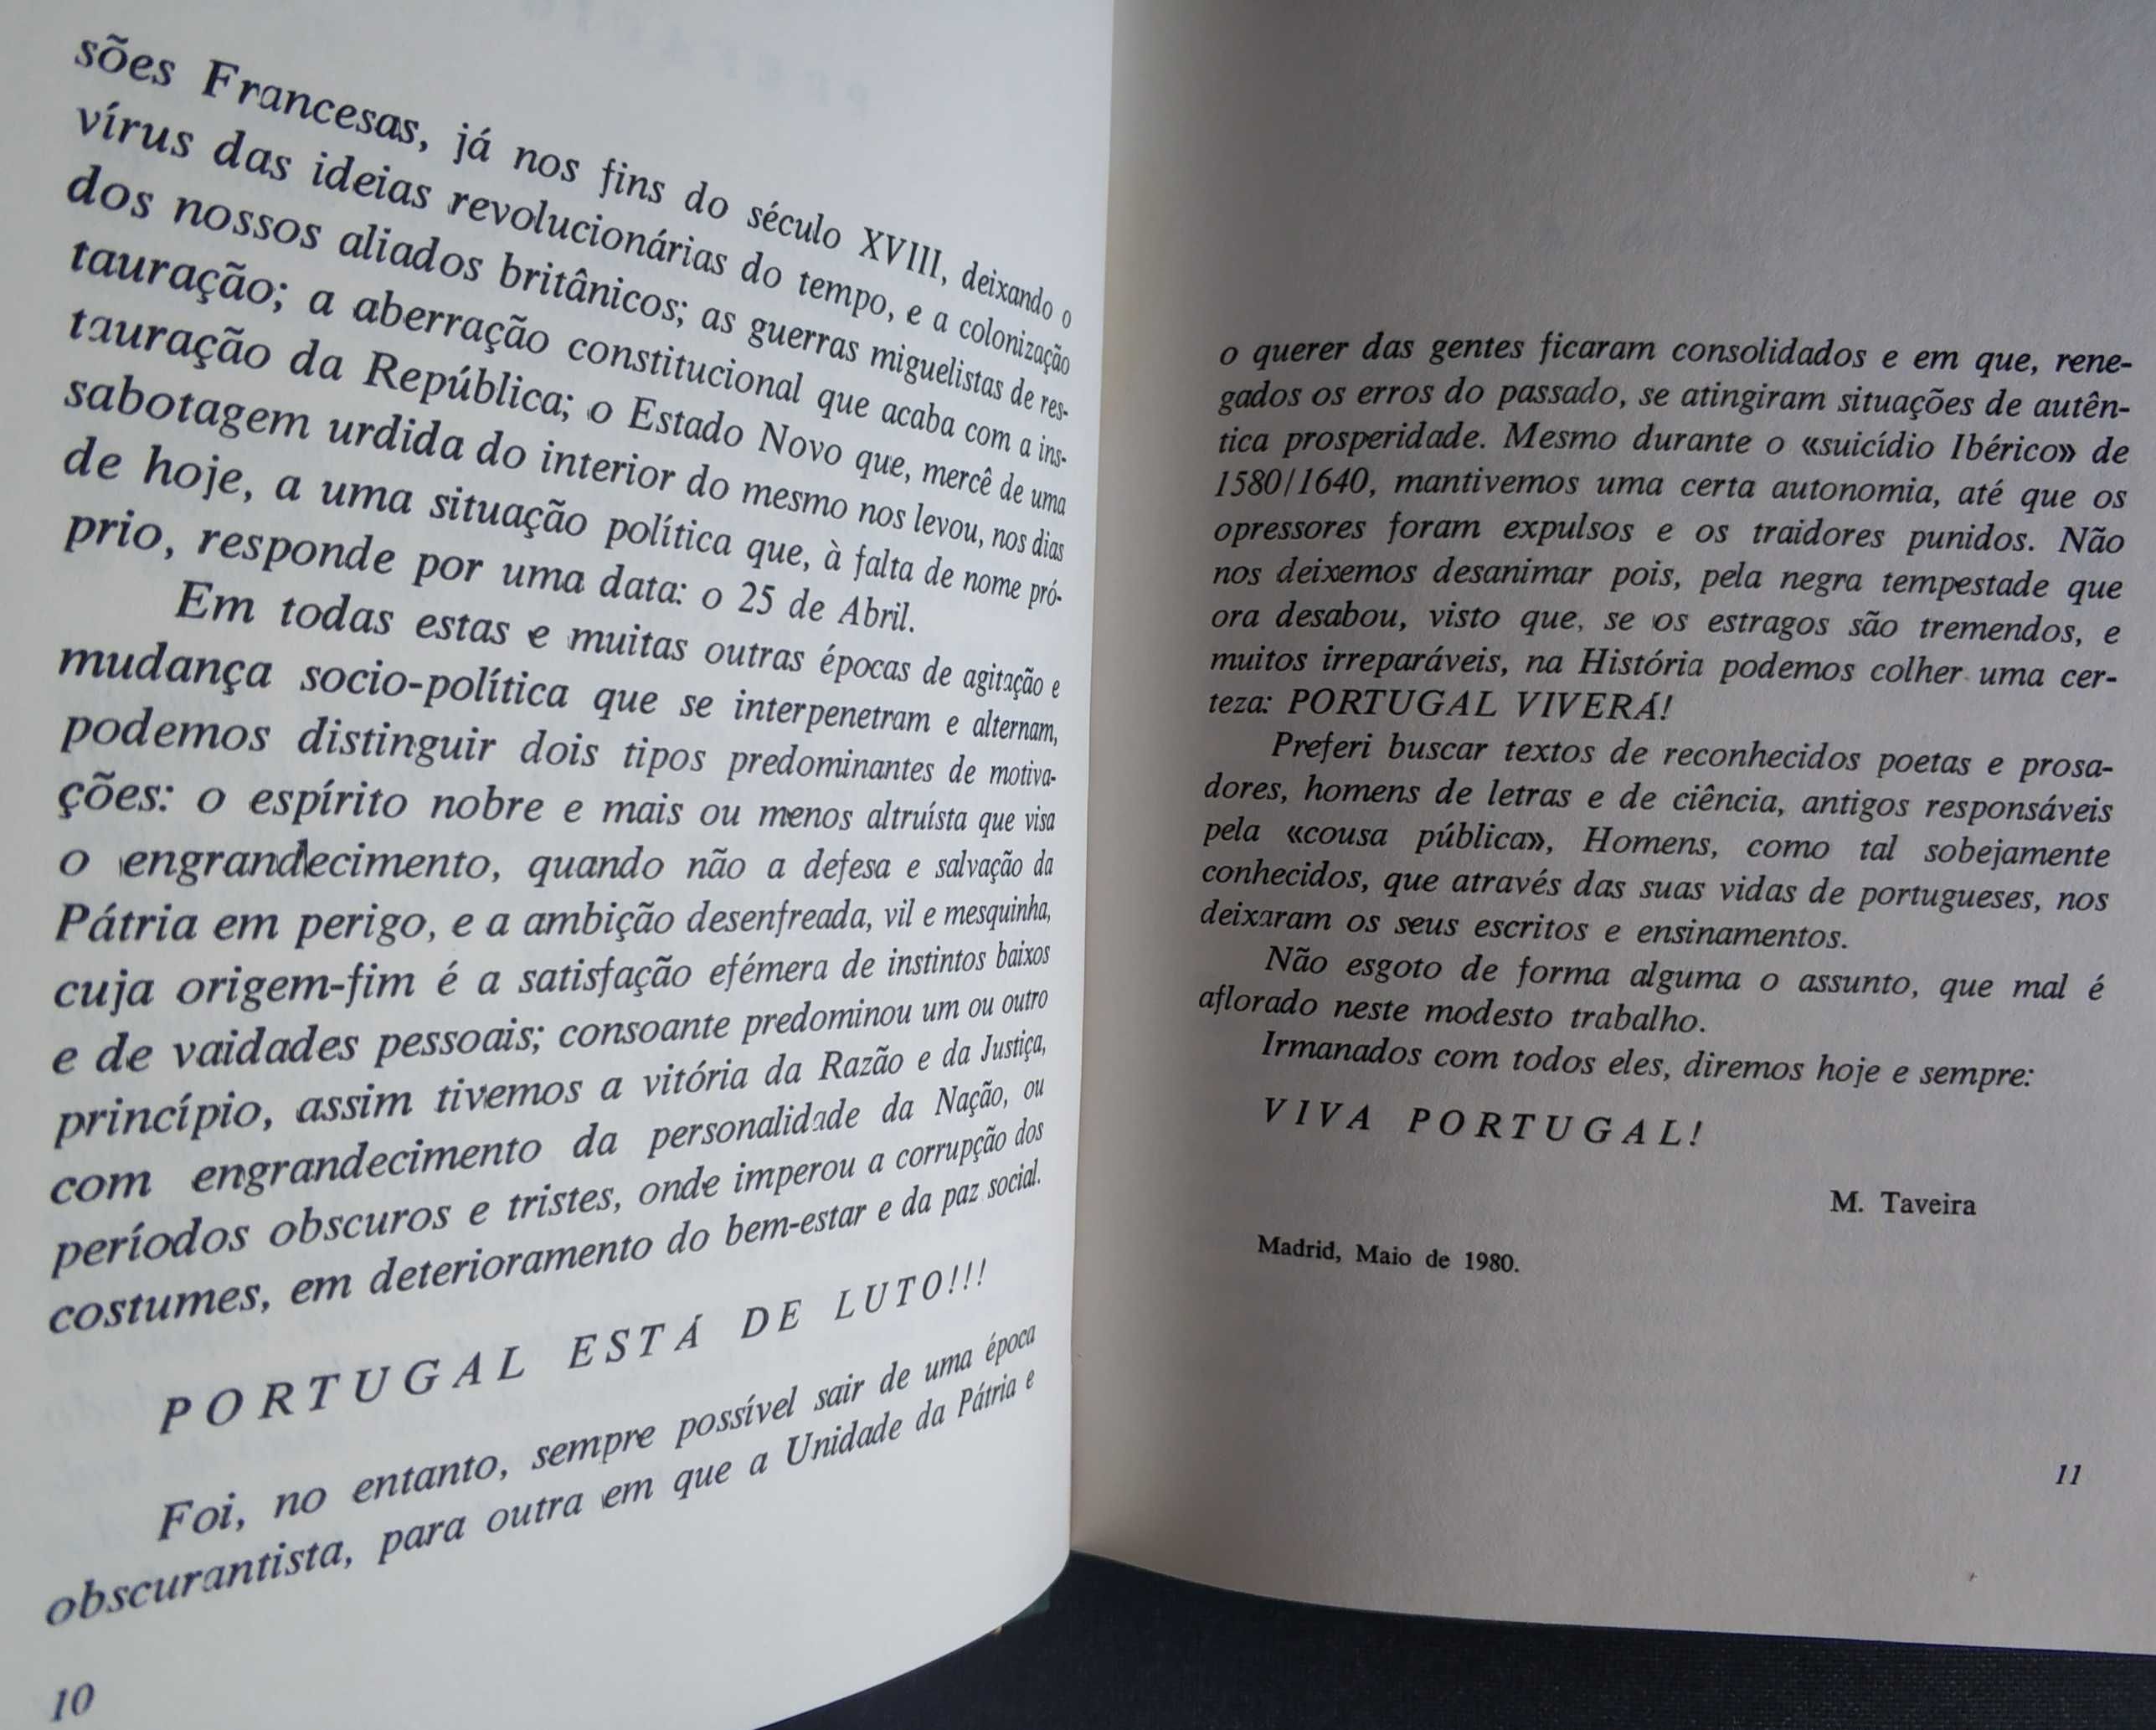 sões Francesas, já nos fins do século XVIII, deixando o
vírus das ideias revolucionárias do tempo, e a colonização
dos nossos aliados britânicos; as guerras miguelistas de res-
tauração; a aberração constitucional que acaba com a ins-
tauração da República; o Estado Novo que, mercê de uma
sabotagem urdida do interior do mesmo nos levou, nos dias
de hoje, a uma situação política que, à falta de nome pró-
prio, responde por uma data: o 25 de Abril.
Em todas estas e muitas outras épocas de agitação e
mudança socio-política que se interpenetram e alternam,
podemos distinguir dois tipos predominantes de motiva-
ções: o espírito nobre e mais ou menos altruísta que visa
o engrandecimento, quando não a defesa e salvação da
Pátria em perigo, e a ambição desenfreada, vil e mesquinha,
cuja origem-fim é a satisfação efémera de instintos baixos
e de vaidades pessoais; consoante predominou um ou outro
princípio, assim tivemos a vitória da Razão e da Justiça,
com engrandecimento da personalidade da Nação, ou
períodos obscuros e tristes, onde imperou a corrupção dos
costumes, em deterioramento do bem-estar e da paz social.
PORTUGAL ESTÁ DE LUTO!!!
Foi, no entanto, sempre possível sair de uma época
obscurantista, para outra em que a Unidade da Pátria e
10
o querer das gentes ficaram consolidados e em que, rene-
gados os erros do passado, se atingiram situações de autên-
tica prosperidade. Mesmo durante o «suicídio Ibérico» de
1580/1640, mantivemos uma certa autonomia, até que os
opressores foram expulsos e os traidores punidos. Não
nos deixemos desanimar pois, pela negra tempestade que
ora desabou, visto que, se os estragos são tremendos, e
muitos irreparáveis, na História podemos colher uma cer-
teza: PORTUGAL VIVERÁ!
Preferi buscar textos de reconhecidos poetas e prosa-
dores, homens de letras e de ciência, antigos responsáveis
pela «cousa pública», Homens, como tal sobejamente
conhecidos, que através das suas vidas de portugueses, nos
deixaram os seus escritos e ensinamentos.
Não esgoto de forma alguma o assunto, que mal é
aflorado neste modesto trabalho.
Irmanados com todos eles, diremos hoje e sempre:
VIVA PORTUGAL!
M. Taveira
Madrid, Maio de 1980.
11